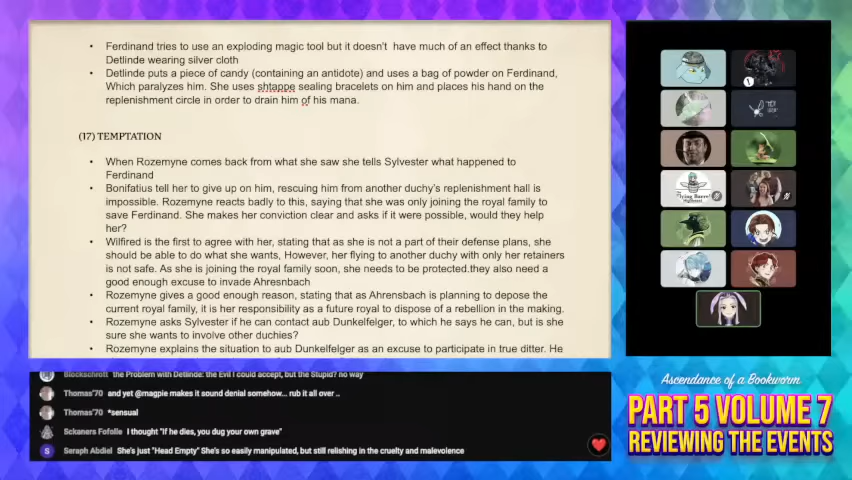 Ferdinand tries to use an exploding magic tool but it doesn't have much of an effect thanks to
Detlinde wearing silver cloth
Detlinde puts a piece of candy (containing an antidote) and uses a bag of powder on Ferdinand,
Which paralyzes him. She uses shtappe sealing bracelets on him and places his hand on the
replenishment circle in order to drain him of his mana.
(17) TEMPTATION
When Rozemyne comes back from what she saw she tells Sylvester what happened to
Ferdinand
Bonifatius tell her to give up on him, rescuing him from another duchy's replenishment hall is
impossible. Rozemyne reacts badly to this, saying that she was only joining the royal family to
save Ferdinand. She makes her conviction clear and asks if it were possible, would they help
her?
Wilfired is the first to agree with her, stating that as she is not a part of their defense plans, she
should be able to do what she wants, However, her flying to another duchy with only her retainers
is not safe. As she is joining the royal family soon, she needs to be protected.they also need a
good enough excuse to invade Ahresnbach
Rozemyne gives a good enough reason, stating that as Ahrensbach is planning to depose the
current royal family, it is her responsibility as a future royal to dispose of a rebellion in the making.
Rozemyne asks Sylvester if he can contact aub Dunkelfelger, to which he says he can, but is she
sure she wants to involve other duchies?
Rozemyne explains the situation to aub Dunkelfelger as an excuse to participate in true ditter. He
Blockschrott the Problem with Detlinde: the Evil I could accept, but the Stupid? no way
Thomas'70 and yet @magpie makes it sound denial somehow... rub it all over ..
Thomas'70 *sensual
Sckaners Fofolle I thought "if he dies, you dug your own grave"
S Seraph Abdiel She's just "Head Empty" She's so easily manipulated, but still relishing in the cruelty and malevolence
Ascendance of a Bookworm
PART 5 VOLUME 7
REVIEWING THE EVENTS